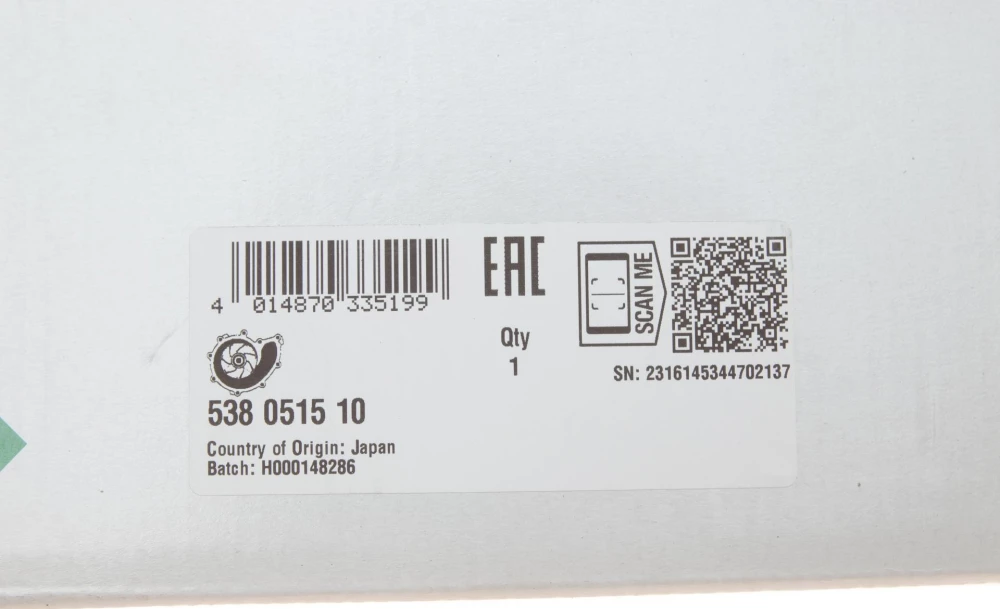 4 014870 335199
EAC
SCAN ME
Qty
1
SN: 2316145344702137
538 0515 10
Country of Origin: Japan
Batch: H000148286